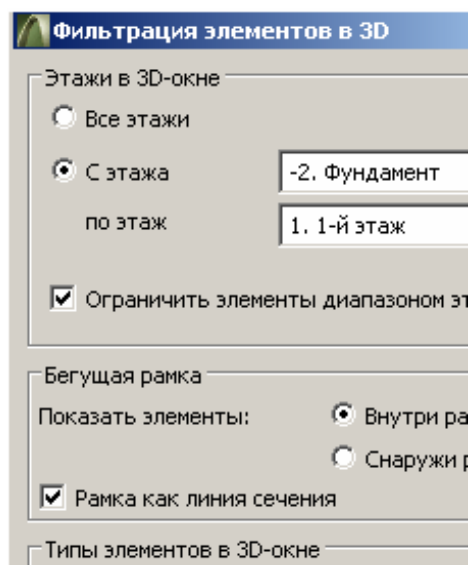 Фильтрация элементов в 3D
Этажи в 3D-окне
Все этажи
С этажа -2. Фундамент
по этаж 1. 1-й этаж
Ограничить элементы диапазоном эт
Бегущая рамка
Показать элементы: Внутри ра
Снаружи р
Рамка как линия сечения
Типы элементов в 3D-окне